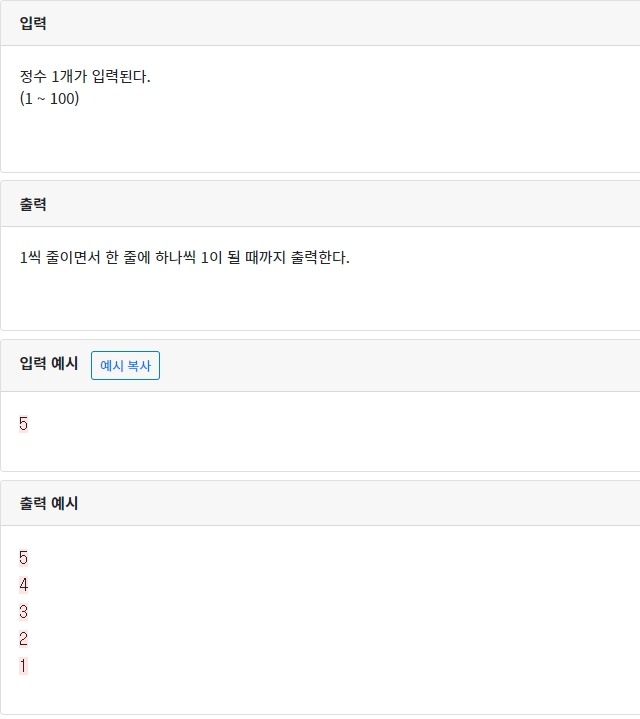 입력
정수 1개가 입력된다.
(1 ~ 100)
출력
1씩 줄이면서 한 줄에 하나씩 1이 될 때까지 출력한다.
입력 예시 예시 복사
5
출력 예시
5
4
3
2
1